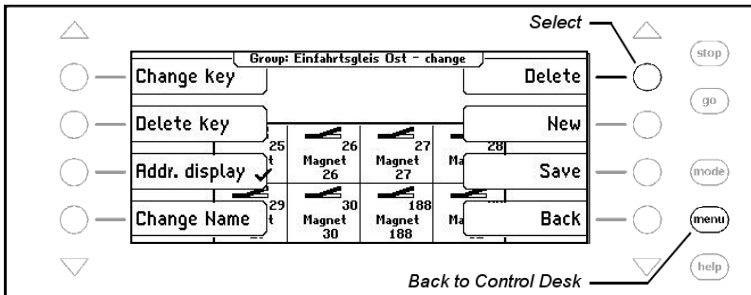 Select
Group: Einfahrtsgleis Ost - change
Change key
Delete
stop
go
Delete key
New
25 26 27 28
Magnet Magnet
26 27
Addr. display
Save
mode
29 30 188
Magnet Magnet
30 188
Change Name
Back
menu
help
Back to Control Desk